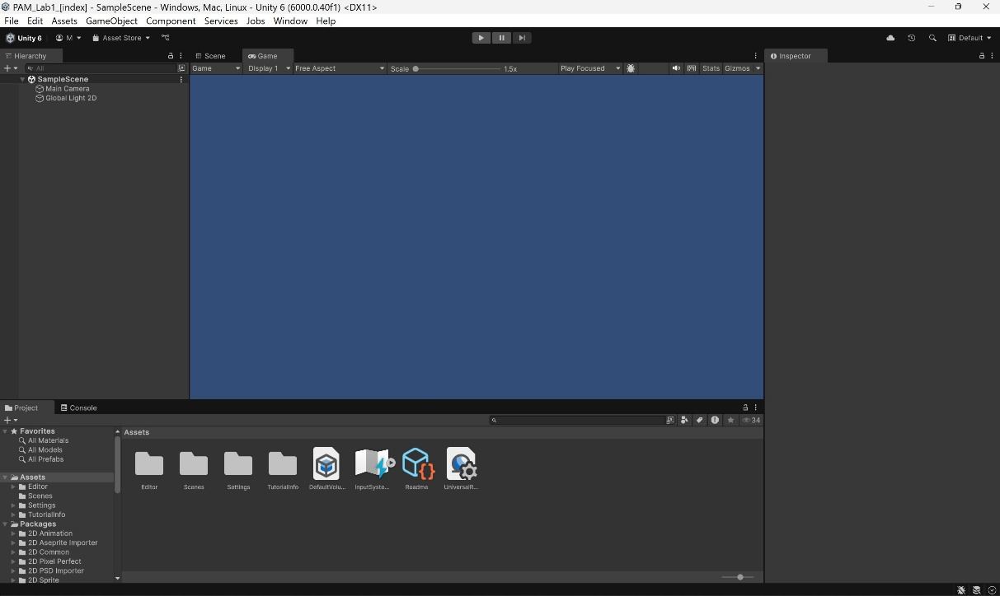 PAM_Lab1_[index] - SampleScene - Windows, Mac, Linux - Unity 6 (6000.0.40f1) <DX11>
File Edit Assets GameObject Component Services Jobs Window Help
Unity 6 M Asset Store Default
Hierarchy Scene Game Inspector
All Game Display 1 Free Aspect Scale 1.5x Play Focused Stats Gizmos
SampleScene
Main Camera
Global Light 2D
Project Console
34
Favorites
All Materials
All Models
All Prefabs
Assets
Editor
Scenes
Settings
TutorialInfo
Packages
2D Animation
2D Aseprite Importer
2D Common
2D Pixel Perfect
2D PSD Importer
2D Sprite
Assets
Editor Scenes Settings TutorialInfo DefaultVolu... InputSyste... Readme UniversalR...